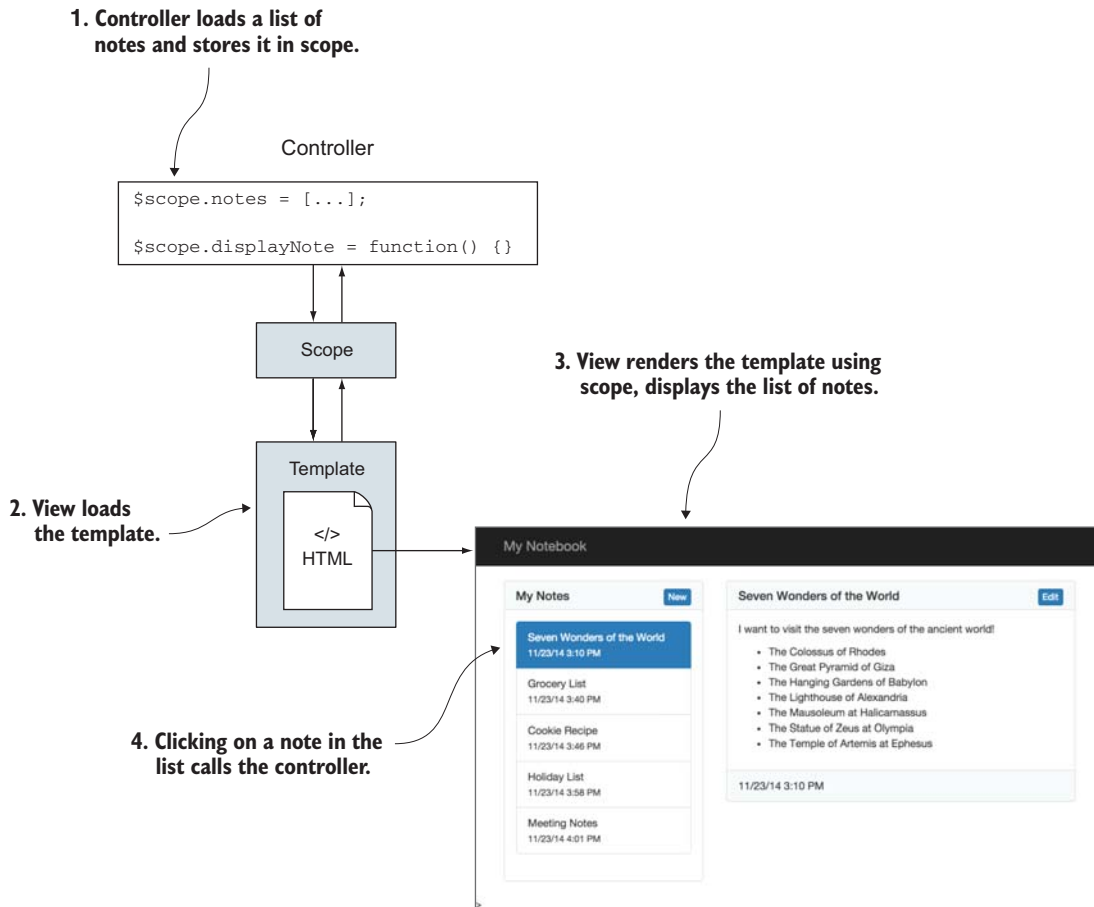 1. Controller loads a list of
notes and stores it in scope.
Controller
$scope.notes = [...];
$scope.displayNote = function() {}
Scope
3. View renders the template using
scope, displays the list of notes.
Template
</>
HTML
2. View loads
the template.
My Notebook
My Notes
New
Seven Wonders of the World
11/23/14 3:10 PM
Grocery List
11/23/14 3:40 PM
Cookie Recipe
11/23/14 3:46 PM
Holiday List
11/23/14 3:58 PM
Meeting Notes
11/23/14 4:01 PM
Seven Wonders of the World
Edit
I want to visit the seven wonders of the ancient world!
• The Colossus of Rhodes
• The Great Pyramid of Giza
• The Hanging Gardens of Babylon
• The Lighthouse of Alexandria
• The Mausoleum at Halicarnassus
• The Statue of Zeus at Olympia
• The Temple of Artemis at Ephesus
11/23/14 3:10 PM
4. Clicking on a note in the
list calls the controller.